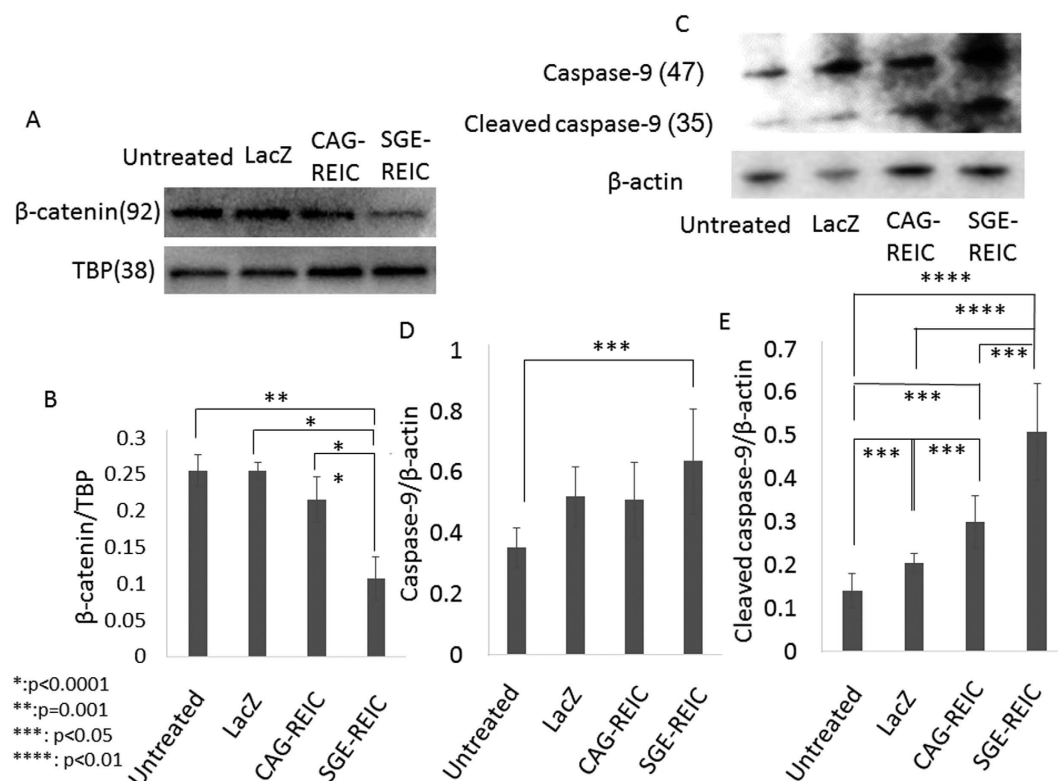 A
Untreated LacZ CAG-REIC SGE-REIC
β-catenin(92)
TBP(38)
C
Caspase-9 (47)
Cleaved caspase-9 (35)
β-actin
Untreated LacZ CAG-REIC SGE-REIC
B
β-catenin/TBP
0.3
0.25
0.2
0.15
0.1
0.05
0
**
*
*
*
Untreated LacZ CAG-REIC SGE-REIC
*:p<0.0001
**:p=0.001
***: p<0.05
****: p<0.01
D
Caspase-9/β-actin
1
0.8
0.6
0.4
0.2
0
***
Untreated LacZ CAG-REIC SGE-REIC
E
Cleaved caspase-9/β-actin
0.7
0.6
0.5
0.4
0.3
0.2
0.1
0
****
****
***
***
***
***
Untreated LacZ CAG-REIC SGE-REIC